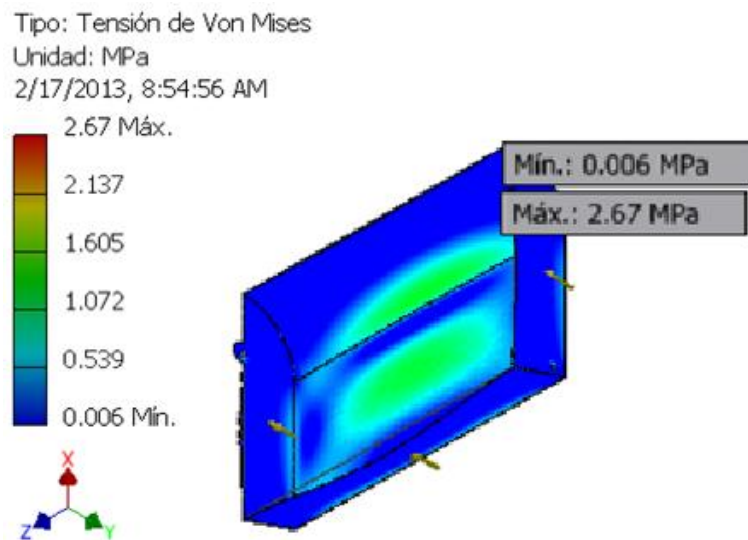 Tipo: Tensión de Von Mises
Unidad: MPa
2/17/2013, 8:54:56 AM
2.67 Máx.
2.137
1.605
1.072
0.539
0.006 Mín.
Mín.: 0.006 MPa
Máx.: 2.67 MPa
X
Z
Y